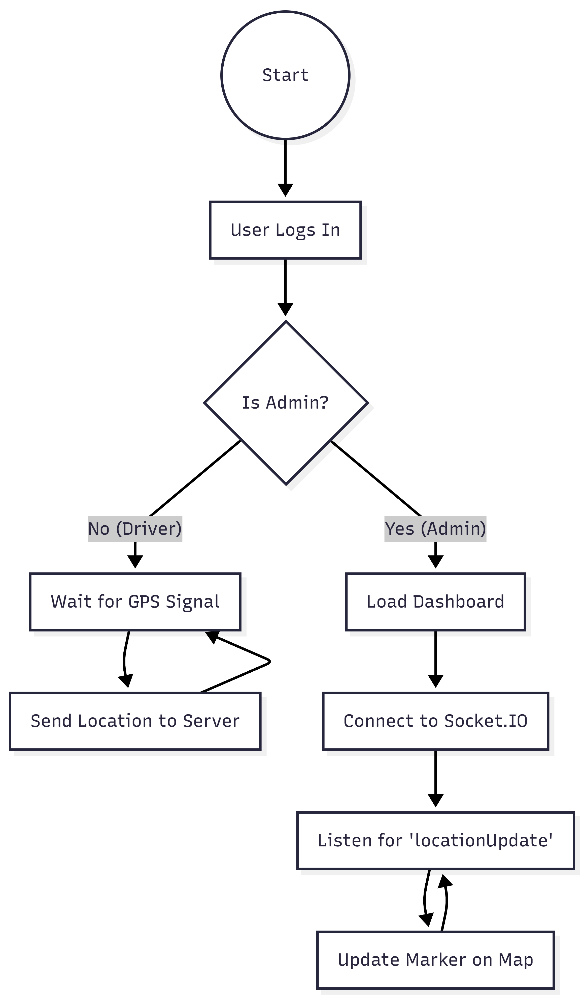 Start
User Logs In
Is Admin?
No (Driver)
Yes (Admin)
Wait for GPS Signal
Load Dashboard
Send Location to Server
Connect to Socket.IO
Listen for 'locationUpdate'
Update Marker on Map